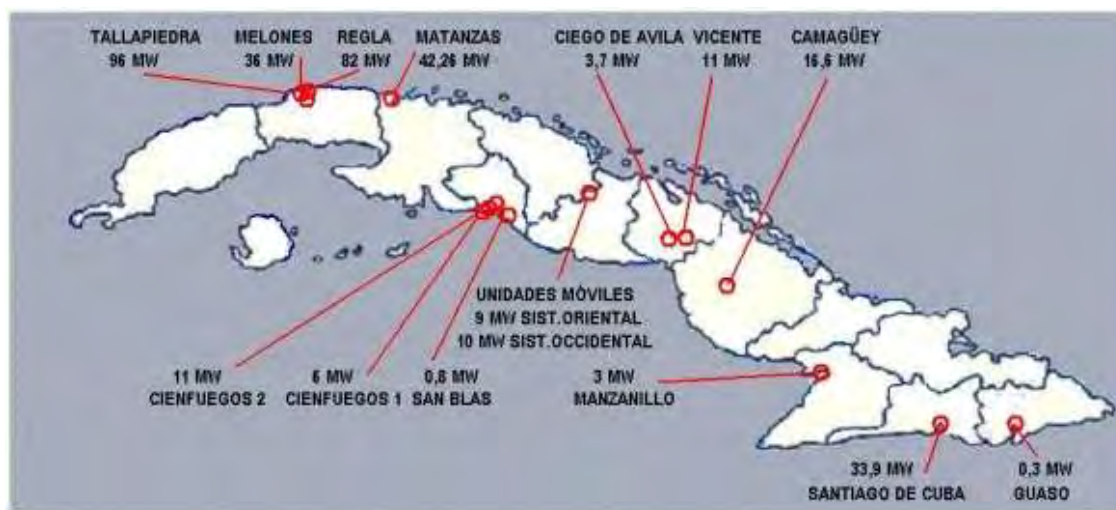 TALLAPIEDRA
96 MW
MELONES
36 MW
REGLA
82 MW
MATANZAS
42,26 MW
CIEGO DE AVILA
3,7 MW
VICENTE
11 MW
CAMAGÜEY
16,6 MW
UNIDADES MÒVILES
9 MW SIST.ORIENTAL
10 MW SIST.OCCIDENTAL
11 MW
CIENFUEGOS 2
6 MW
CIENFUEGOS 1
0,8 MW
SAN BLAS
3 MW
MANZANILLO
33,9 MW
SANTIAGO DE CUBA
0,3 MW
GUASO